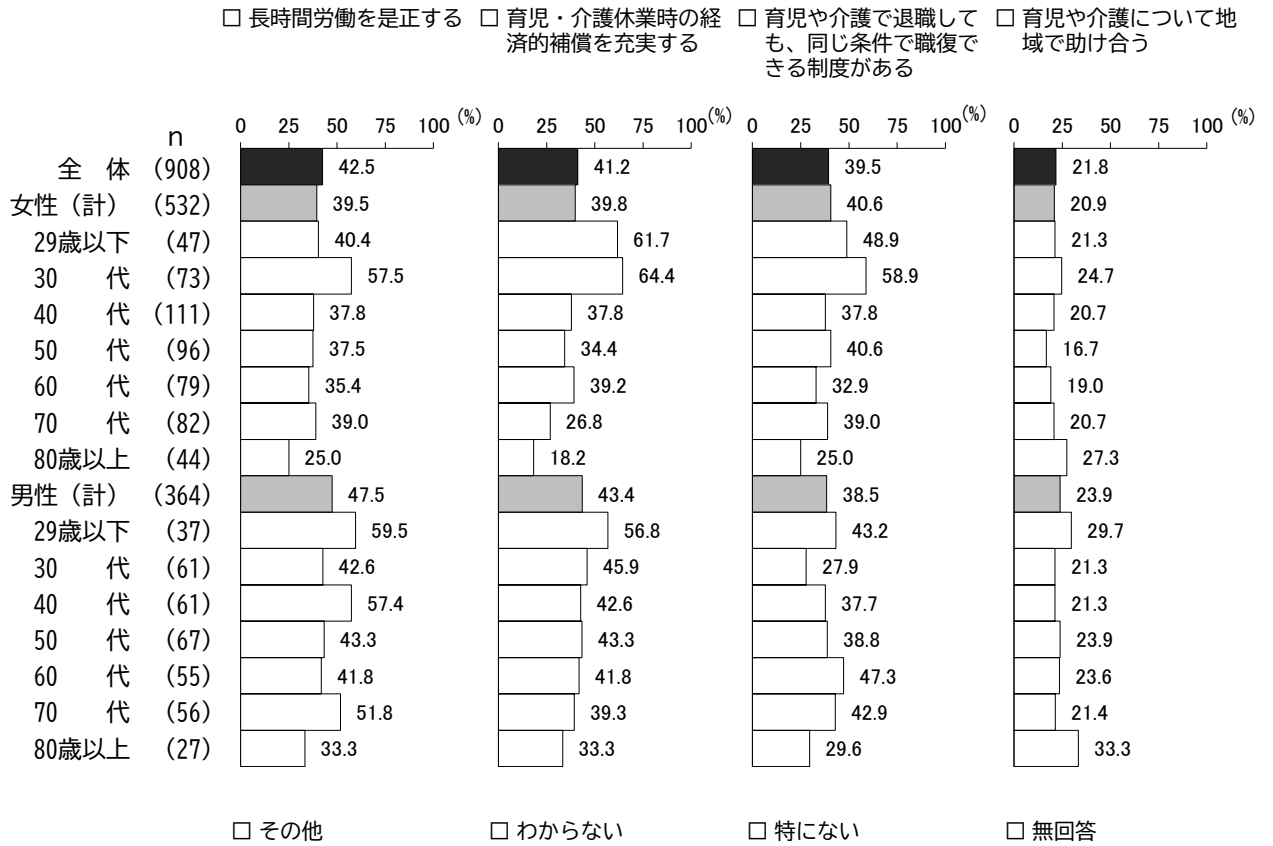 □ 長時間労働を是正する
□ 育児・介護休業時の経
済的補償を充実する
□ 育児や介護で退職して
も、同じ条件で職復で
きる制度がある
□ 育児や介護について地
域で助け合う
n
0 25 50 75 100 (%)
0 25 50 75 100 (%)
0 25 50 75 100 (%)
0 25 50 75 100 (%)
全 体 (908) 42.5 41.2 39.5 21.8
女性（計） (532) 39.5 39.8 40.6 20.9
29歳以下 (47) 40.4 61.7 48.9 21.3
30 代 (73) 57.5 64.4 58.9 24.7
40 代 (111) 37.8 37.8 37.8 20.7
50 代 (96) 37.5 34.4 40.6 16.7
60 代 (79) 35.4 39.2 32.9 19.0
70 代 (82) 39.0 26.8 39.0 20.7
80歳以上 (44) 25.0 18.2 25.0 27.3
男性（計） (364) 47.5 43.4 38.5 23.9
29歳以下 (37) 59.5 56.8 43.2 29.7
30 代 (61) 42.6 45.9 27.9 21.3
40 代 (61) 57.4 42.6 37.7 21.3
50 代 (67) 43.3 43.3 38.8 23.9
60 代 (55) 41.8 41.8 47.3 23.6
70 代 (56) 51.8 39.3 42.9 21.4
80歳以上 (27) 33.3 33.3 29.6 33.3
□ その他
□ わからない
□ 特にない
□ 無回答